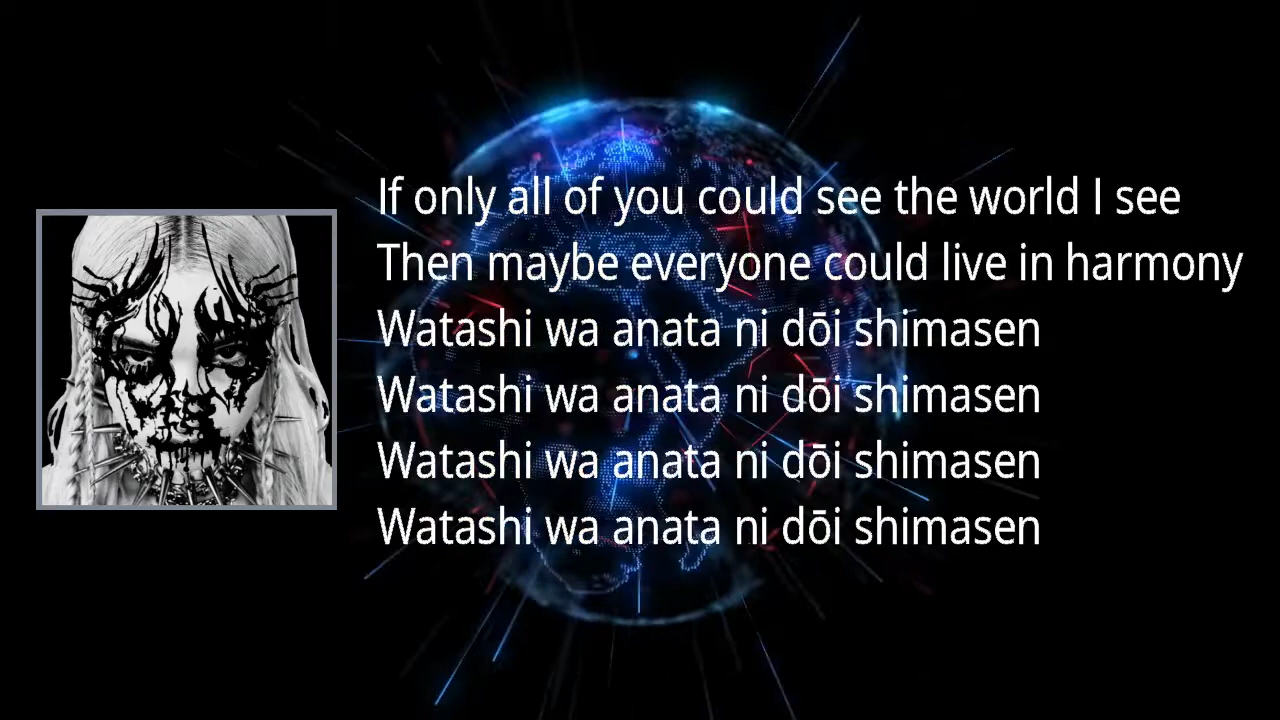 If only all of you could see the world I see
Then maybe everyone could live in harmony
Watashi wa anata ni dōi shimasen
Watashi wa anata ni dōi shimasen
Watashi wa anata ni dōi shimasen
Watashi wa anata ni dōi shimasen